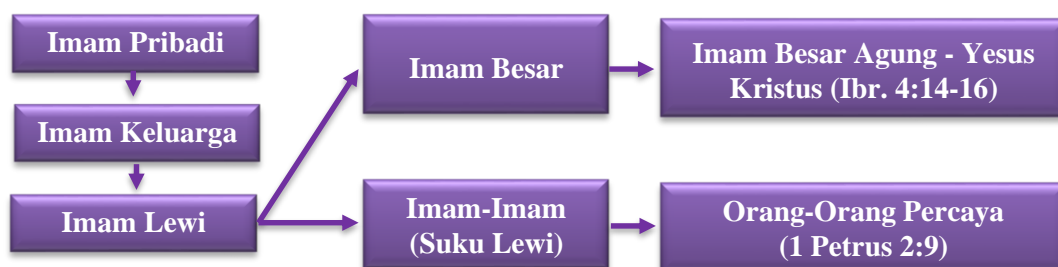 Imam Pribadi
Imam Keluarga
Imam Lewi
Imam Besar
Imam-Imam
(Suku Lewi)
Imam Besar Agung - Yesus
Kristus (Ibr. 4:14-16)
Orang-Orang Percaya
(1 Petrus 2:9)